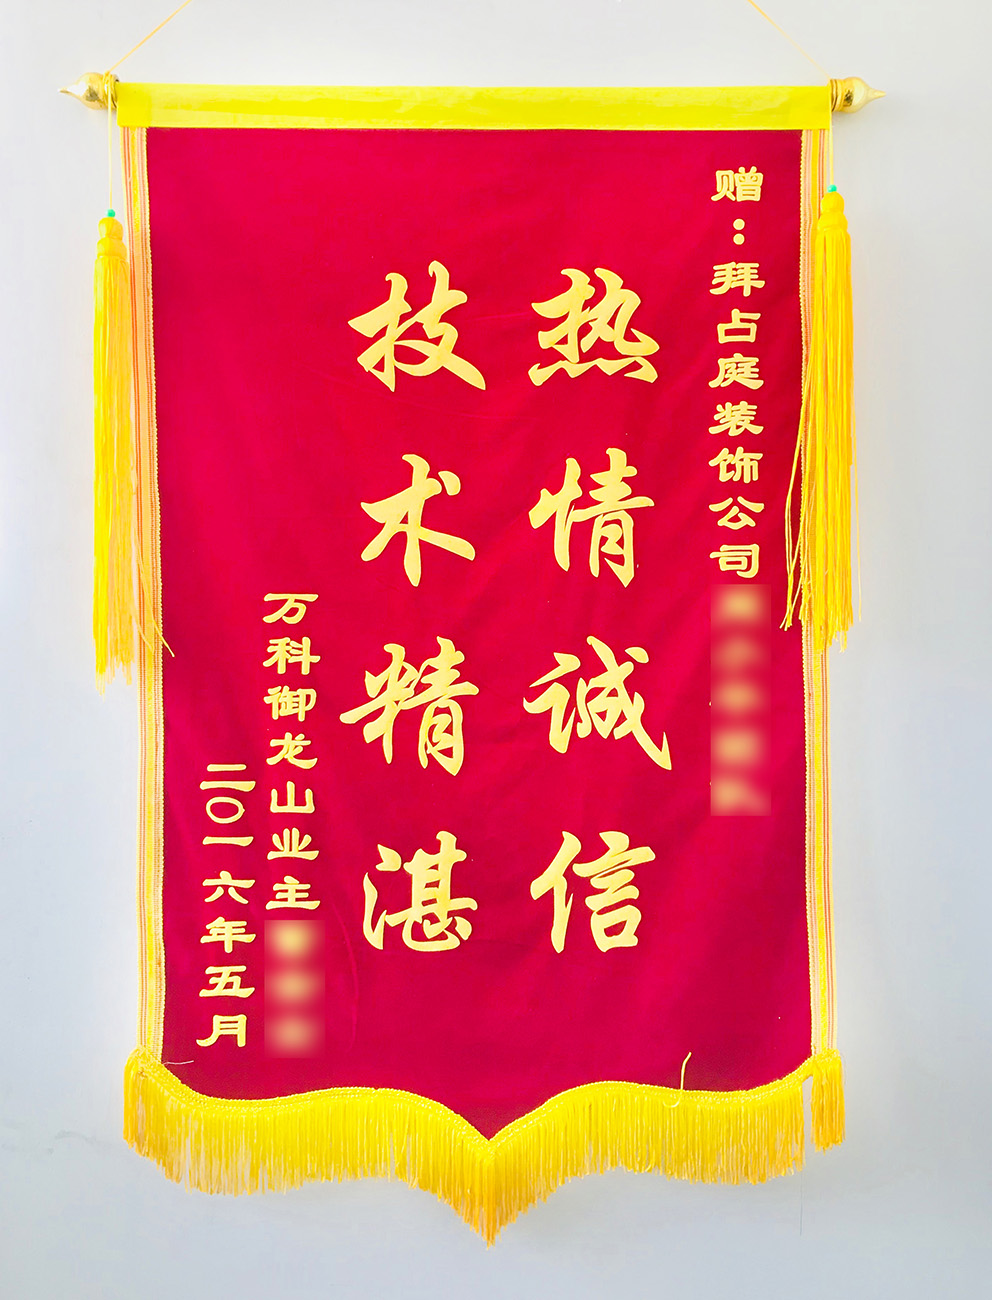 赠：拜占庭装饰公司
热情诚信
技术精湛
万科御龙山业主
二〇一六年五月